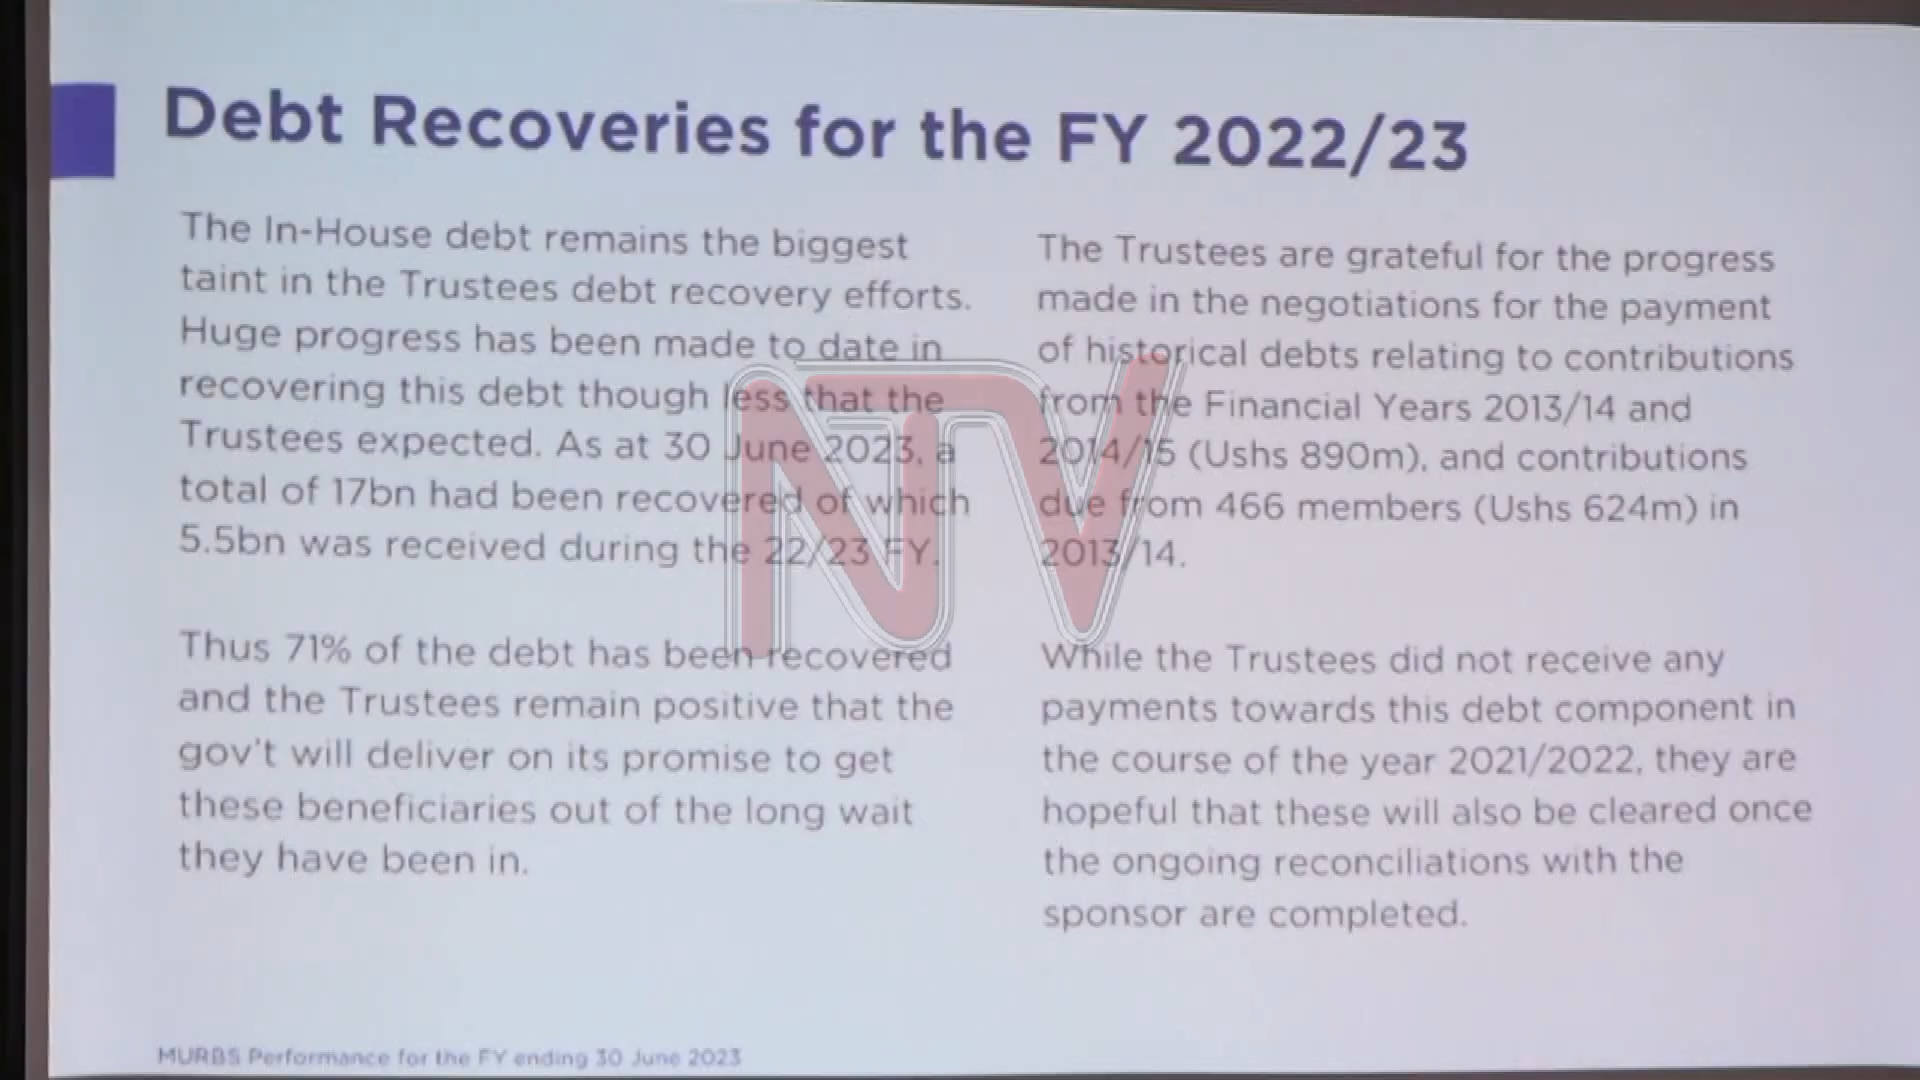 Debt Recoveries for the FY 2022/23
The In-House debt remains the biggest
taint in the Trustees debt recovery efforts.
Huge progress has been made to date in
recovering this debt though less that the
Trustees expected. As at 30 June 2023, a
total of 17bn had been recovered of which
5.5bn was received during the 22/23 FY.
Thus 71% of the debt has been recovered
and the Trustees remain positive that the
gov't will deliver on its promise to get
these beneficiaries out of the long wait
they have been in.
The Trustees are grateful for the progress
made in the negotiations for the payment
of historical debts relating to contributions
from the Financial Years 2013/14 and
2014/15 (Ushs 890m), and contributions
due from 466 members (Ushs 624m) in
2013/14.
While the Trustees did not receive any
payments towards this debt component in
the course of the year 2021/2022, they are
hopeful that these will also be cleared once
the ongoing reconciliations with the
sponsor are completed.
NTV
MURBS Performance for the FY ending 30 June 2023